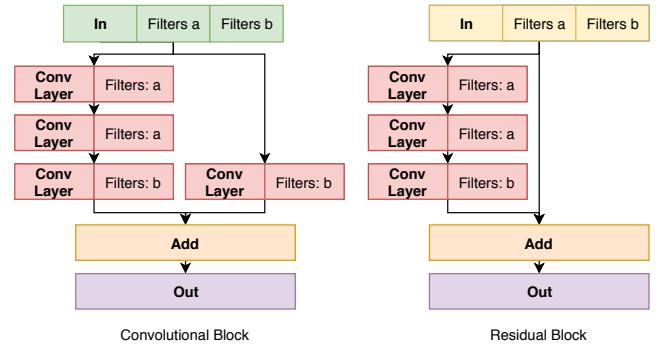 In Filters a Filters b
Conv Layer Filters: a
Conv Layer Filters: a
Conv Layer Filters: b
Conv Layer Filters: b
Add
Out
Convolutional Block
In Filters a Filters b
Conv Layer Filters: a
Conv Layer Filters: a
Conv Layer Filters: b
Add
Out
Residual Block